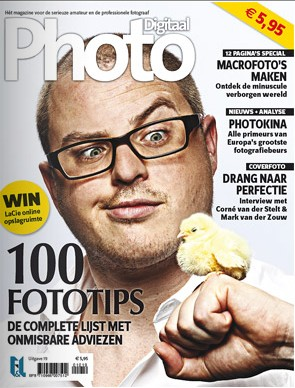 Hét magazine voor de serieuze amateur en de professionele fotograaf
€ 5,95
Digitaal
Photo
12 PAGINA'S SPECIAL
MACROFOTO'S
MAKEN
Ontdek de minuscule
verborgen wereld
NIEUWS + ANALYSE
PHOTOKINA
Alle primeurs van
Europa's grootste
fotografiebeurs
COVERFOTO
DRANG NAAR
PERFECTIE
Interview met
Corné van der Stelt &
Mark van der Zouw
WIN
LaCie online
opslagruimte
100
FOTOTIPS
DE COMPLETE LIJST MET
ONMISBARE ADVIEZEN
Uitgave 19
€ 5,95